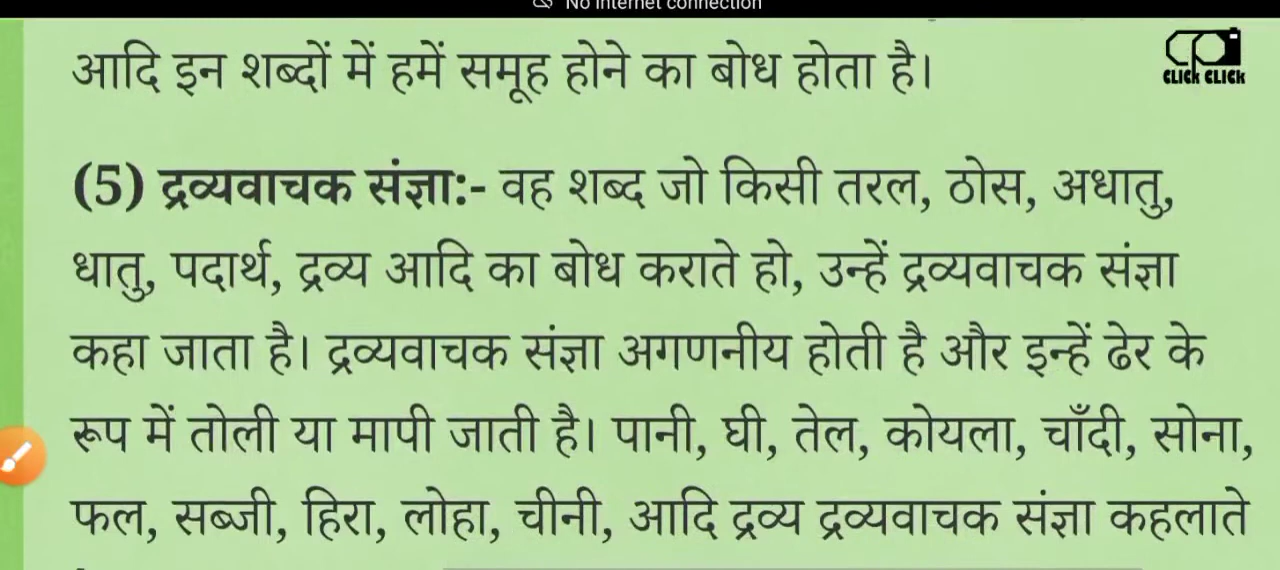 No internet connection
CLICK CLICK
आदि इन शब्दों में हमें समूह होने का बोध होता है।
(5) द्रव्यवाचक संज्ञा:- वह शब्द जो किसी तरल, ठोस, अधातु,
धातु, पदार्थ, द्रव्य आदि का बोध कराते हो, उन्हें द्रव्यवाचक संज्ञा
कहा जाता है। द्रव्यवाचक संज्ञा अगणनीय होती है और इन्हें ढेर के
रूप में तोली या मापी जाती है। पानी, घी, तेल, कोयला, चाँदी, सोना,
फल, सब्जी, हिरा, लोहा, चीनी, आदि द्रव्य द्रव्यवाचक संज्ञा कहलाते